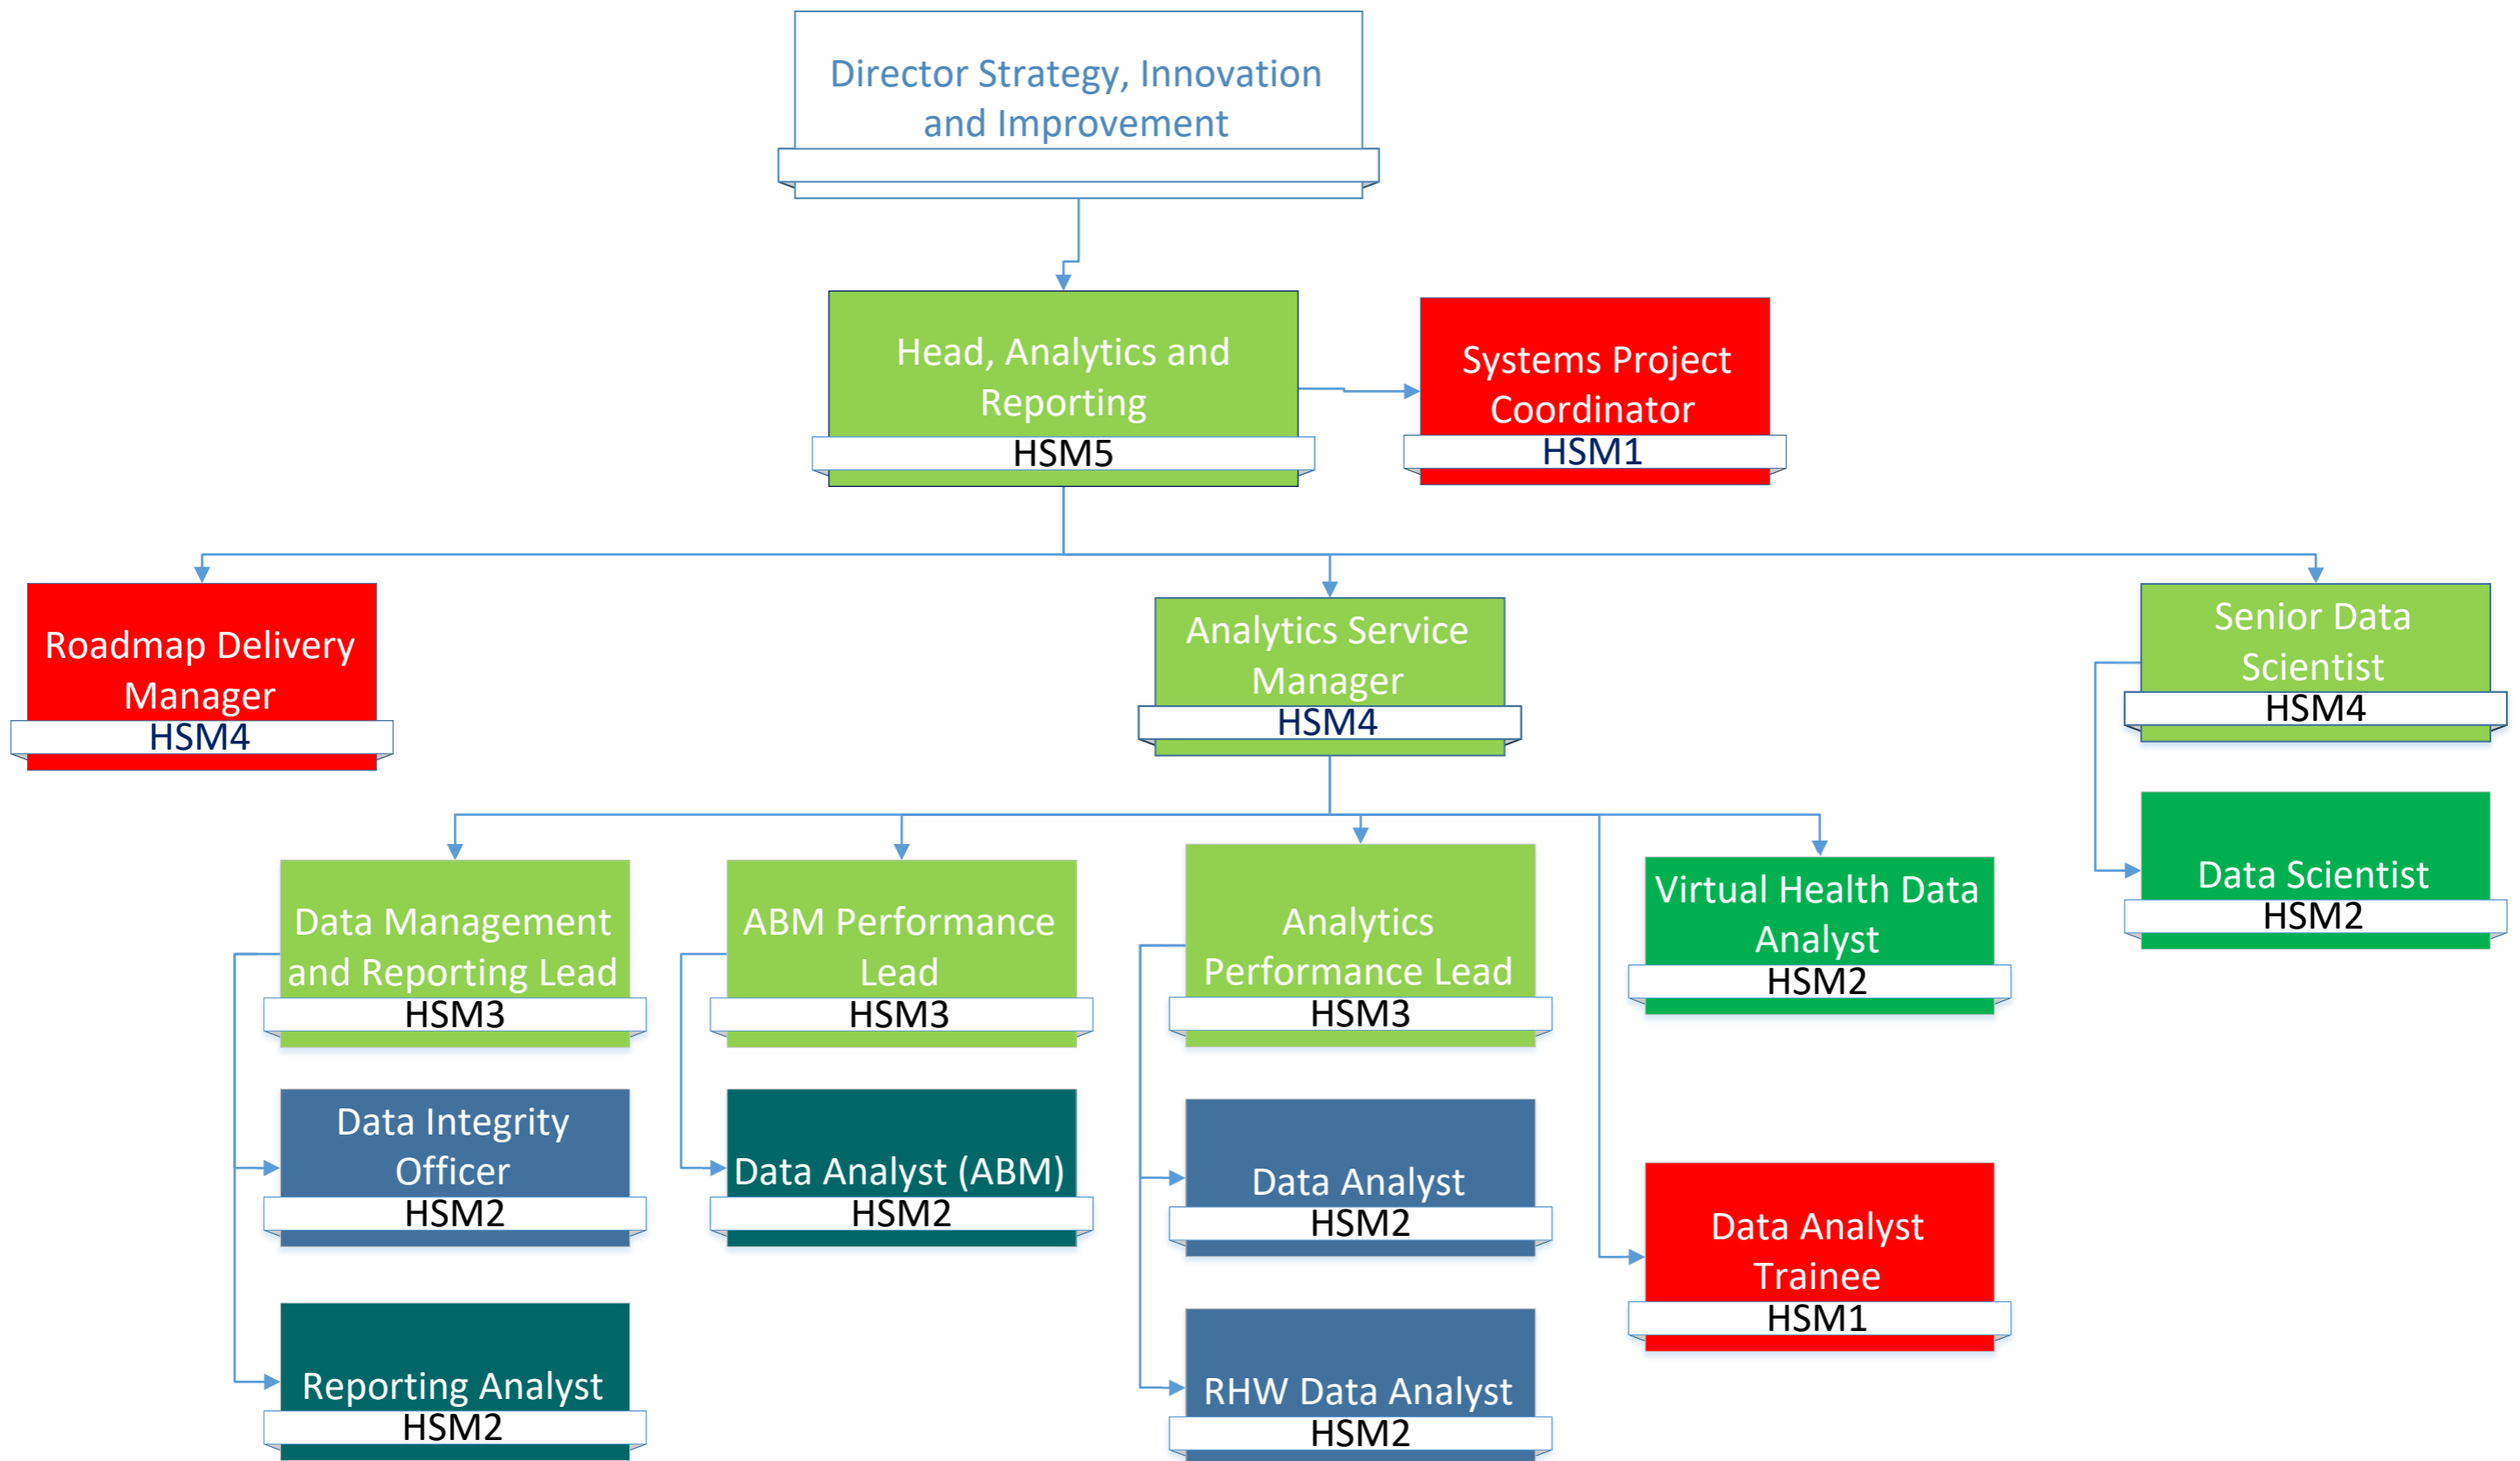 Director Strategy, Innovation
and Improvement
Head, Analytics and
Reporting
HSM5
Systems Project
Coordinator
HSM1
Roadmap Delivery
Manager
HSM4
Analytics Service
Manager
HSM4
Senior Data
Scientist
HSM4
Data Scientist
HSM2
Data Management
and Reporting Lead
HSM3
ABM Performance
Lead
HSM3
Analytics
Performance Lead
HSM3
Virtual Health Data
Analyst
HSM2
Data Integrity
Officer
HSM2
Data Analyst (ABM)
HSM2
Data Analyst
HSM2
Data Analyst
Trainee
HSM1
Reporting Analyst
HSM2
RHW Data Analyst
HSM2